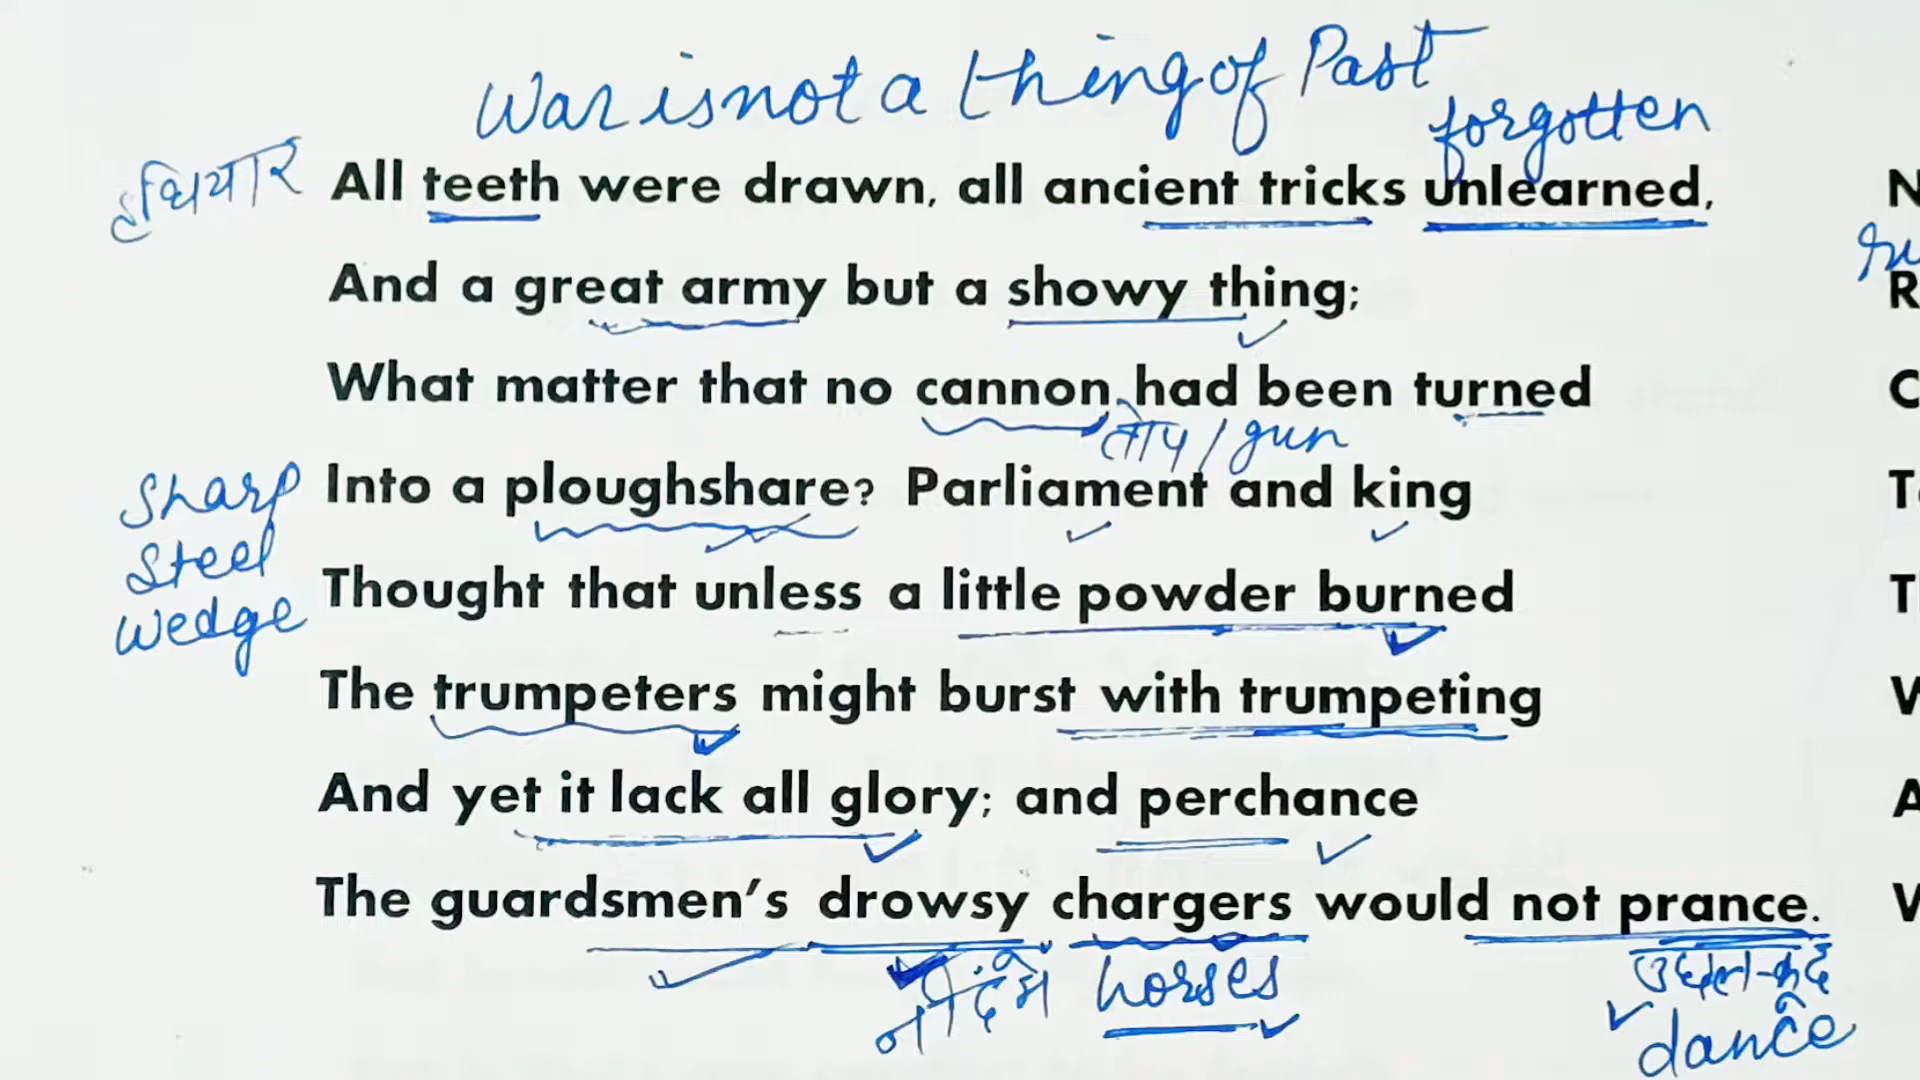 War is not a thing of Past
forgotten
हथियार All teeth were drawn, all ancient tricks unlearned,
And a great army but a showy thing;
What matter that no cannon had been turned
तोप / gun
Sharp Into a ploughshare? Parliament and king
Steel
Wedge Thought that unless a little powder burned
The trumpeters might burst with trumpeting
And yet it lack all glory; and perchance
The guardsmen's drowsy chargers would not prance.
नींद में horses उछल-कूद
dance